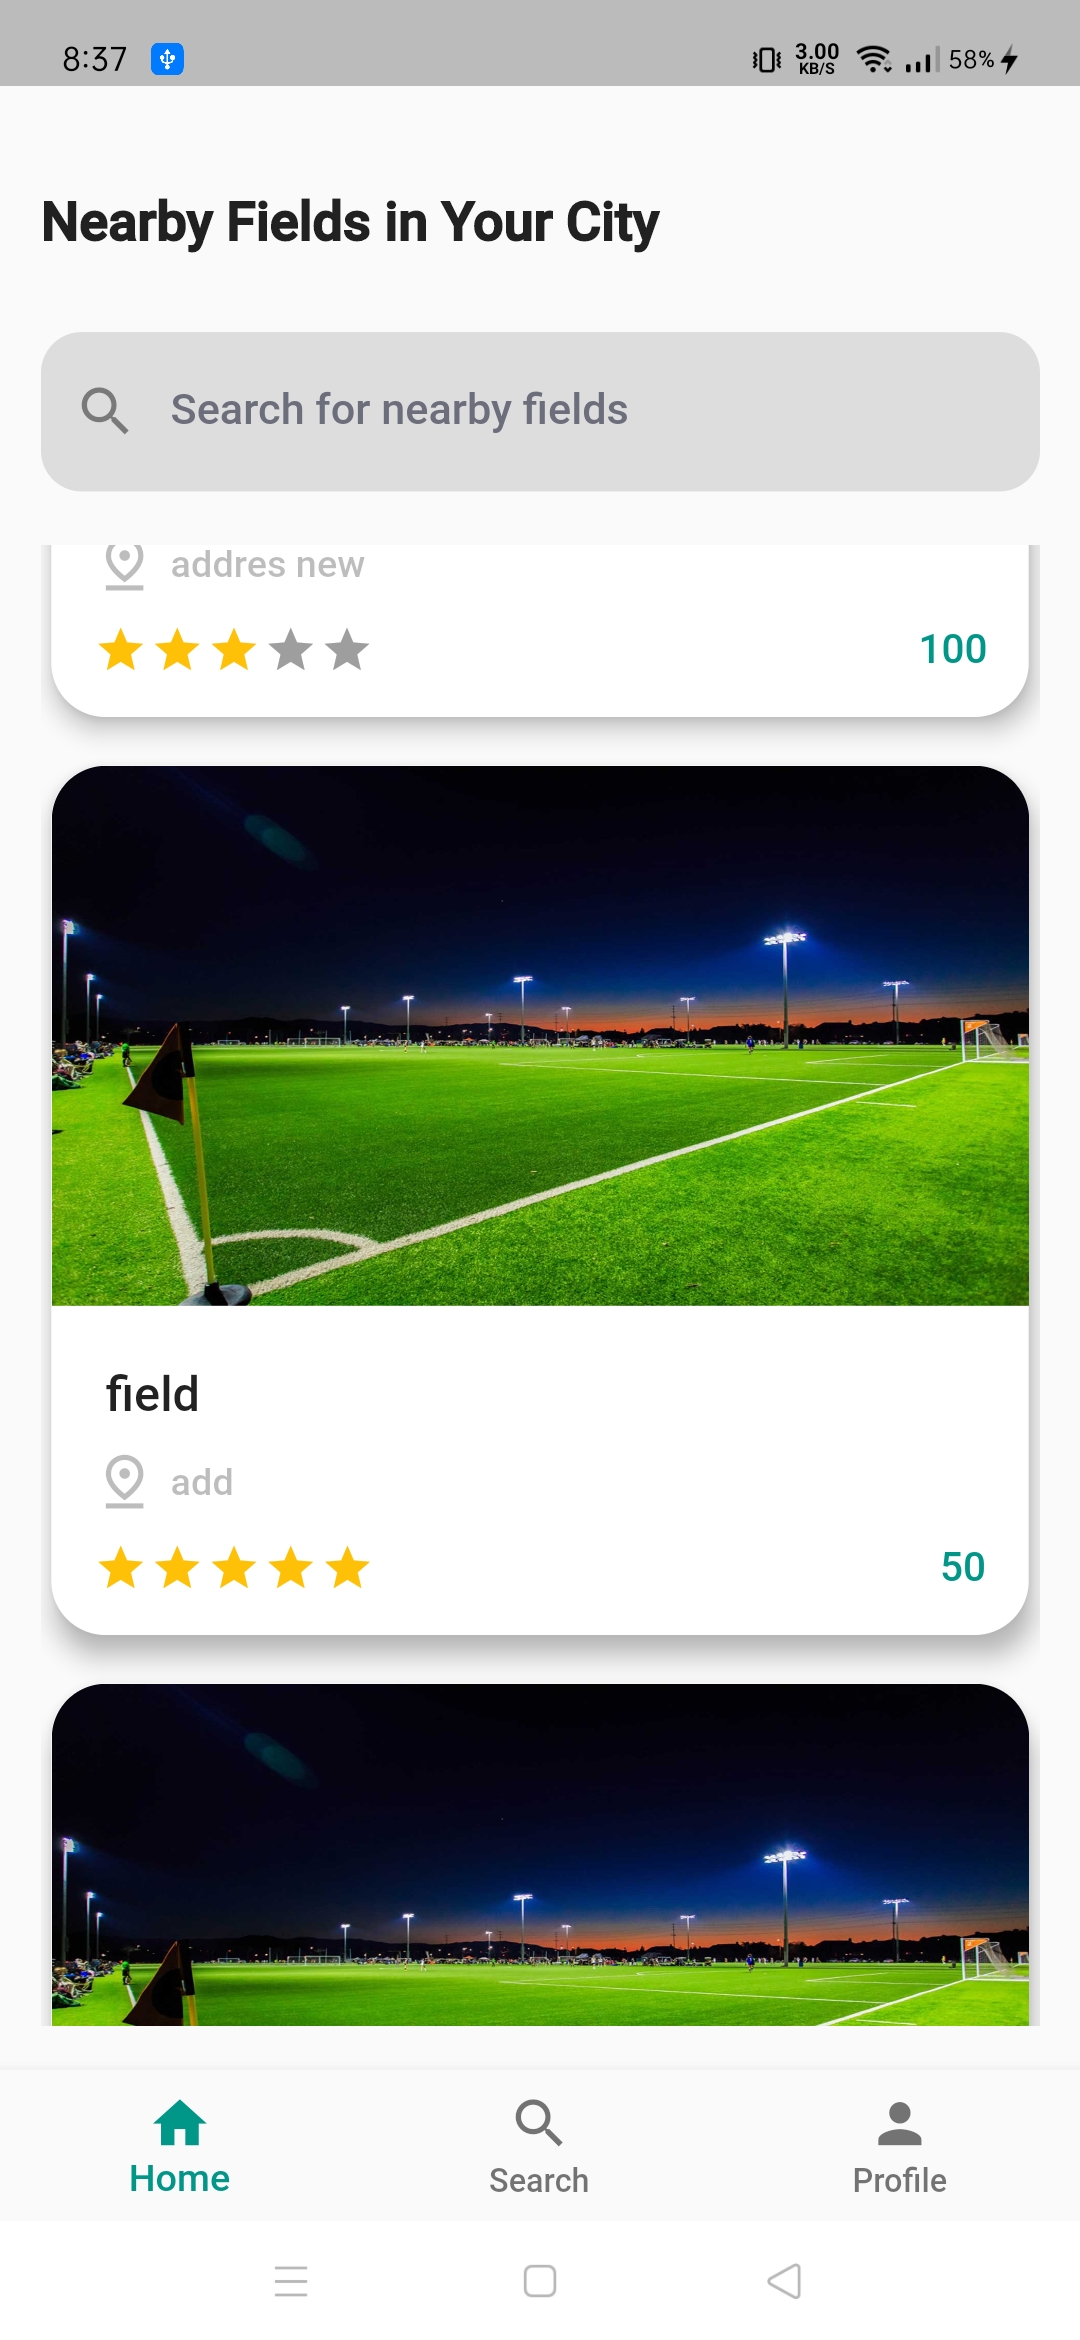 8:37
3.00
KB/S
58%
Nearby Fields in Your City
Search for nearby fields
addres new
100
field
add
50
Home
Search
Profile